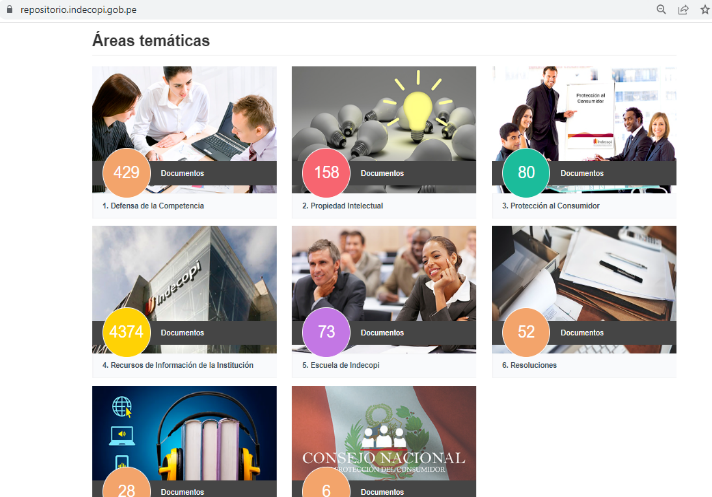 repositorio.indecopi.gob.pe
Áreas temáticas
Protección al
Consumidor
429 Documentos
158 Documentos
80 Documentos
1. Defensa de la Competencia
2. Propiedad Intelectual
3. Protección al Consumidor
Indecopi
4374 Documentos
73 Documentos
52 Documentos
4. Recursos de Información de la Institución
5. Escuela de Indecopi
6. Resoluciones
CONSEJO NACIONAL
PROTECCIÓN DEL CONSUMIDOR
28 Documentos
6 Documentos